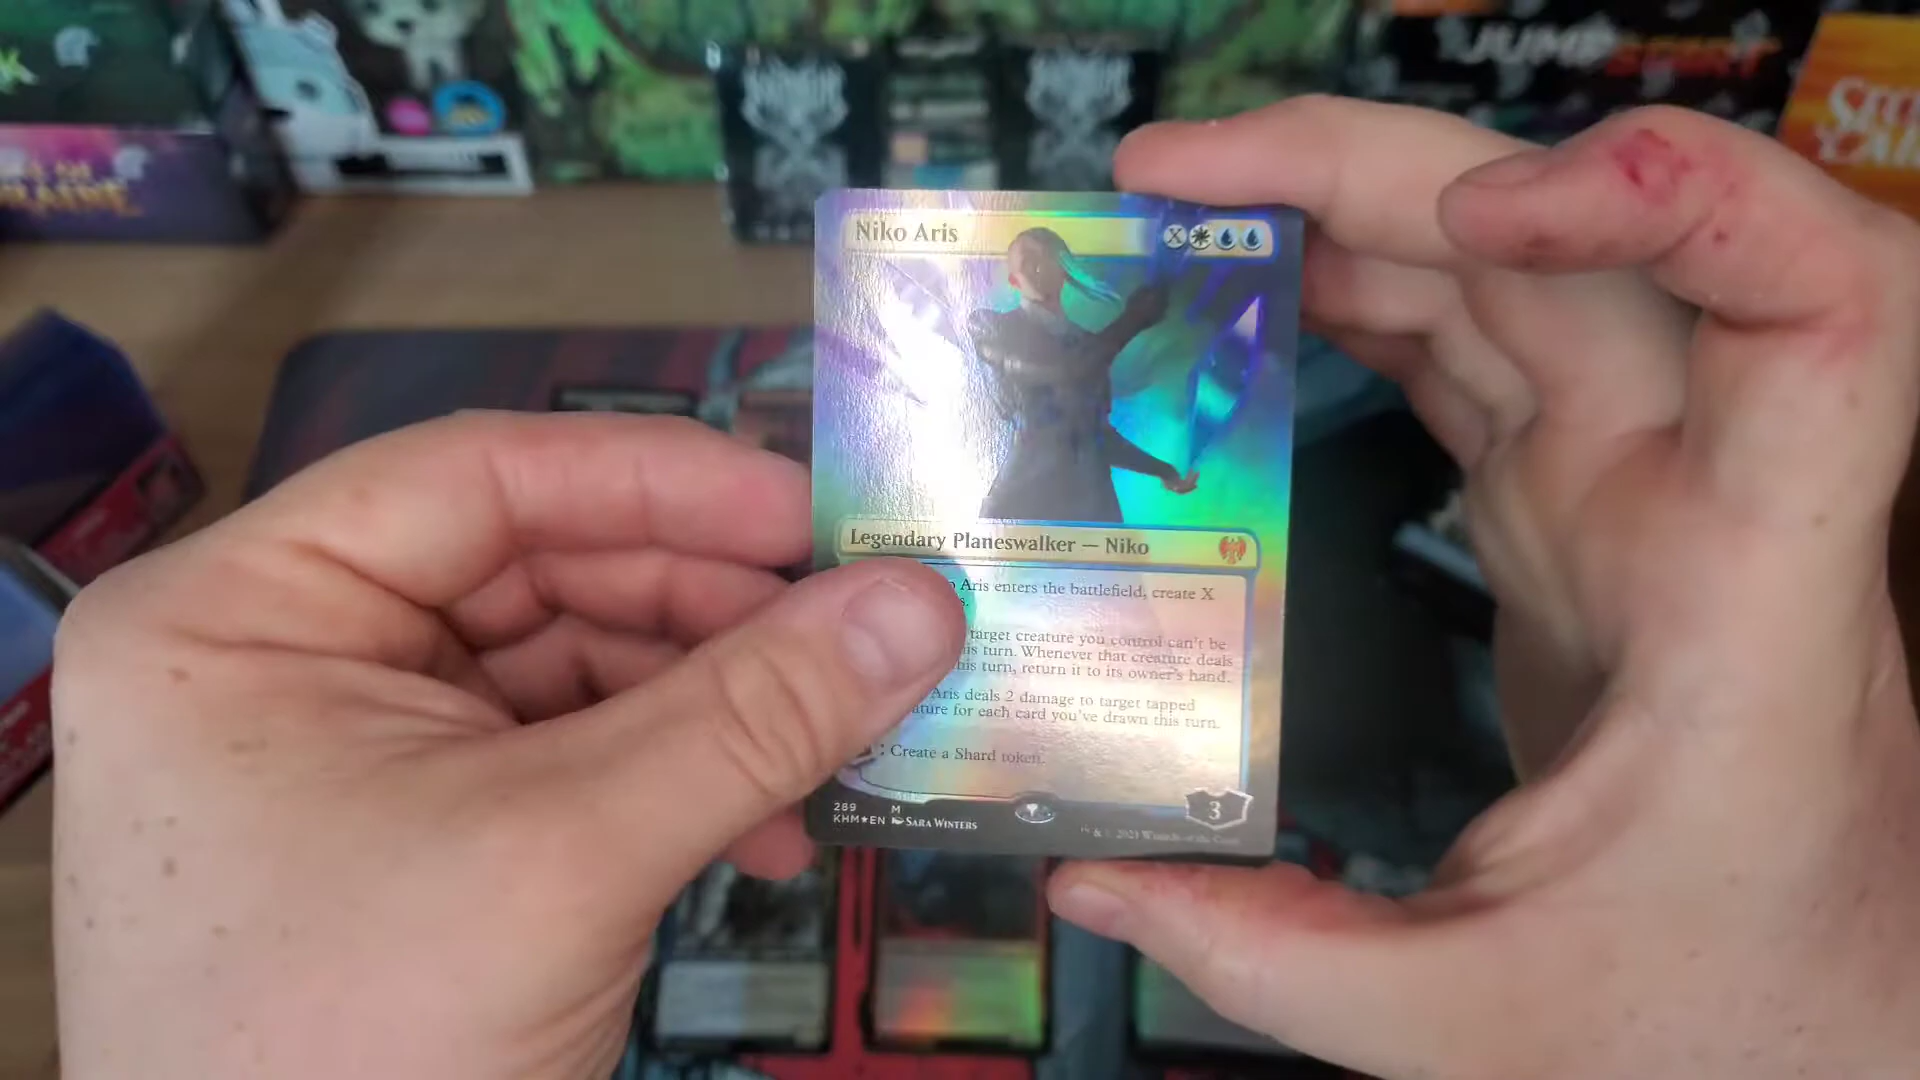 JUMPSTART
Niko Aris
X
Legendary Planeswalker — Niko
Aris enters the battlefield, create X
target creature you control can't be
this turn. Whenever that creature deals
this turn, return it to its owner's hand.
Aris deals 2 damage to target tapped
for each card you've drawn this turn.
: Create a Shard token.
289 M
KHM★EN SARA WINTERS
3
™ & © 2021 Wizards of the Coast